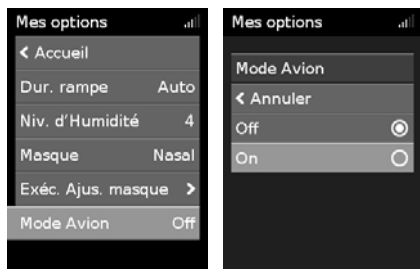 Mes options
< Accueil
Dur. rampe Auto
Niv. d'Humidité 4
Masque Nasal
Exéc. Ajus. masque >
Mode Avion Off
Mes options
Mode Avion
< Annuler
Off
On